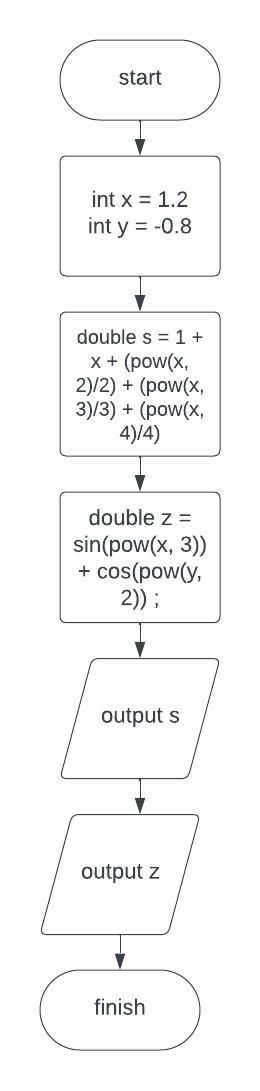 start
int x = 1.2
int y = -0.8
double s = 1 +
x + (pow(x,
2)/2) + (pow(x,
3)/3) + (pow(x,
4)/4)
double z =
sin(pow(x, 3))
+ cos(pow(y,
2)) ;
output s
output z
finish